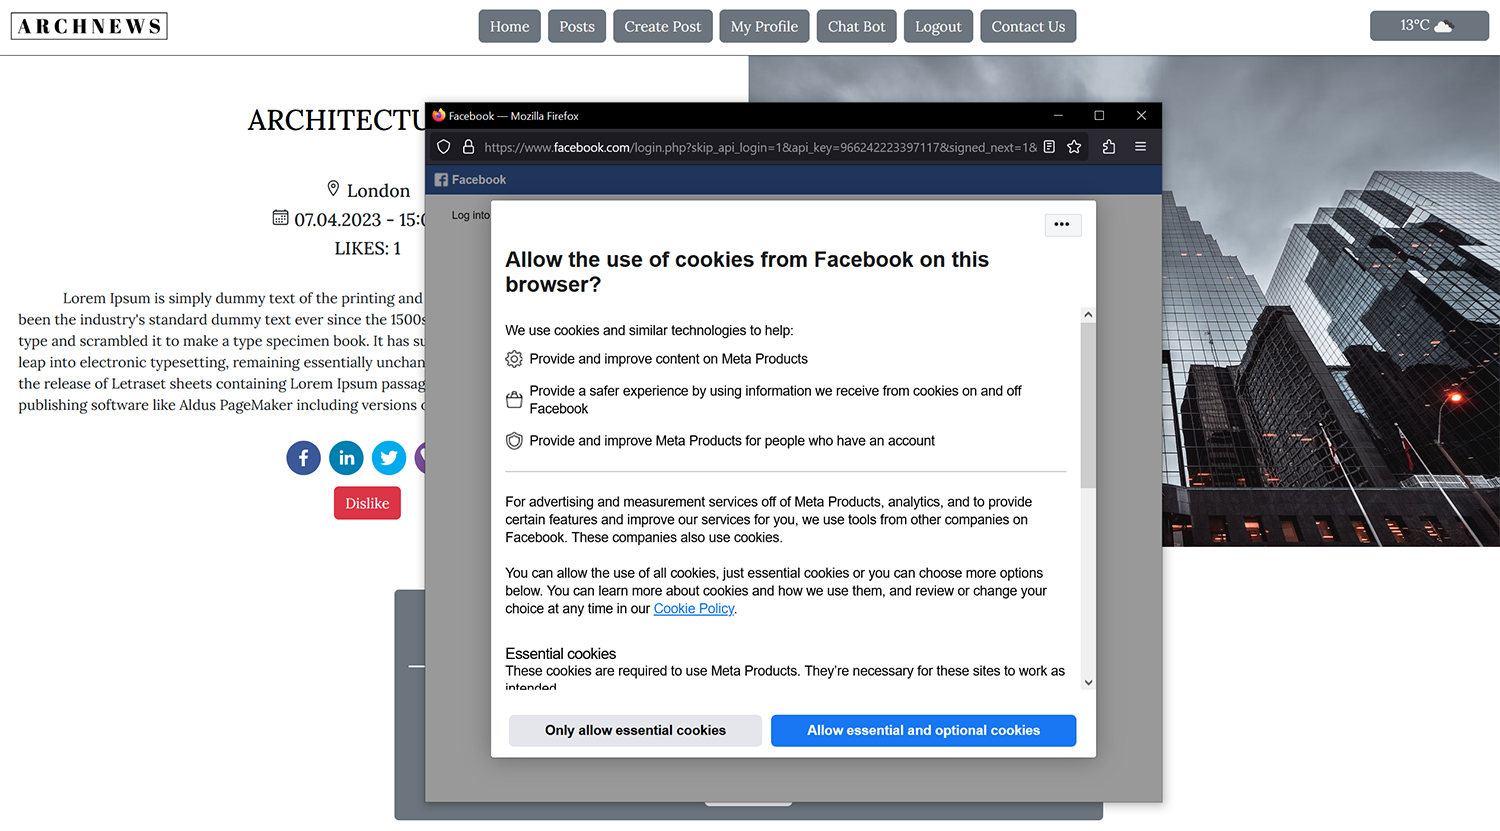 ARCHNEWS
Home
Posts
Create Post
My Profile
Chat Bot
Logout
Contact Us
13°C
ARCHITECTU
London
07.04.2023 - 15:0
LIKES: 1
Lorem Ipsum is simply dummy text of the printing and
been the industry's standard dummy text ever since the 1500s
type and scrambled it to make a type specimen book. It has su
leap into electronic typesetting, remaining essentially unchan
the release of Letraset sheets containing Lorem Ipsum passag
publishing software like Aldus PageMaker including versions o
Dislike
Facebook — Mozilla Firefox
https://www.facebook.com/login.php?skip_api_login=1&api_key=966242223397117&signed_next=1&
Facebook
Log into
Allow the use of cookies from Facebook on this
browser?
We use cookies and similar technologies to help:
Provide and improve content on Meta Products
Provide a safer experience by using information we receive from cookies on and off
Facebook
Provide and improve Meta Products for people who have an account
For advertising and measurement services off of Meta Products, analytics, and to provide
certain features and improve our services for you, we use tools from other companies on
Facebook. These companies also use cookies.
You can allow the use of all cookies, just essential cookies or you can choose more options
below. You can learn more about cookies and how we use them, and review or change your
choice at any time in our Cookie Policy.
Essential cookies
These cookies are required to use Meta Products. They're necessary for these sites to work as
intended
Only allow essential cookies
Allow essential and optional cookies